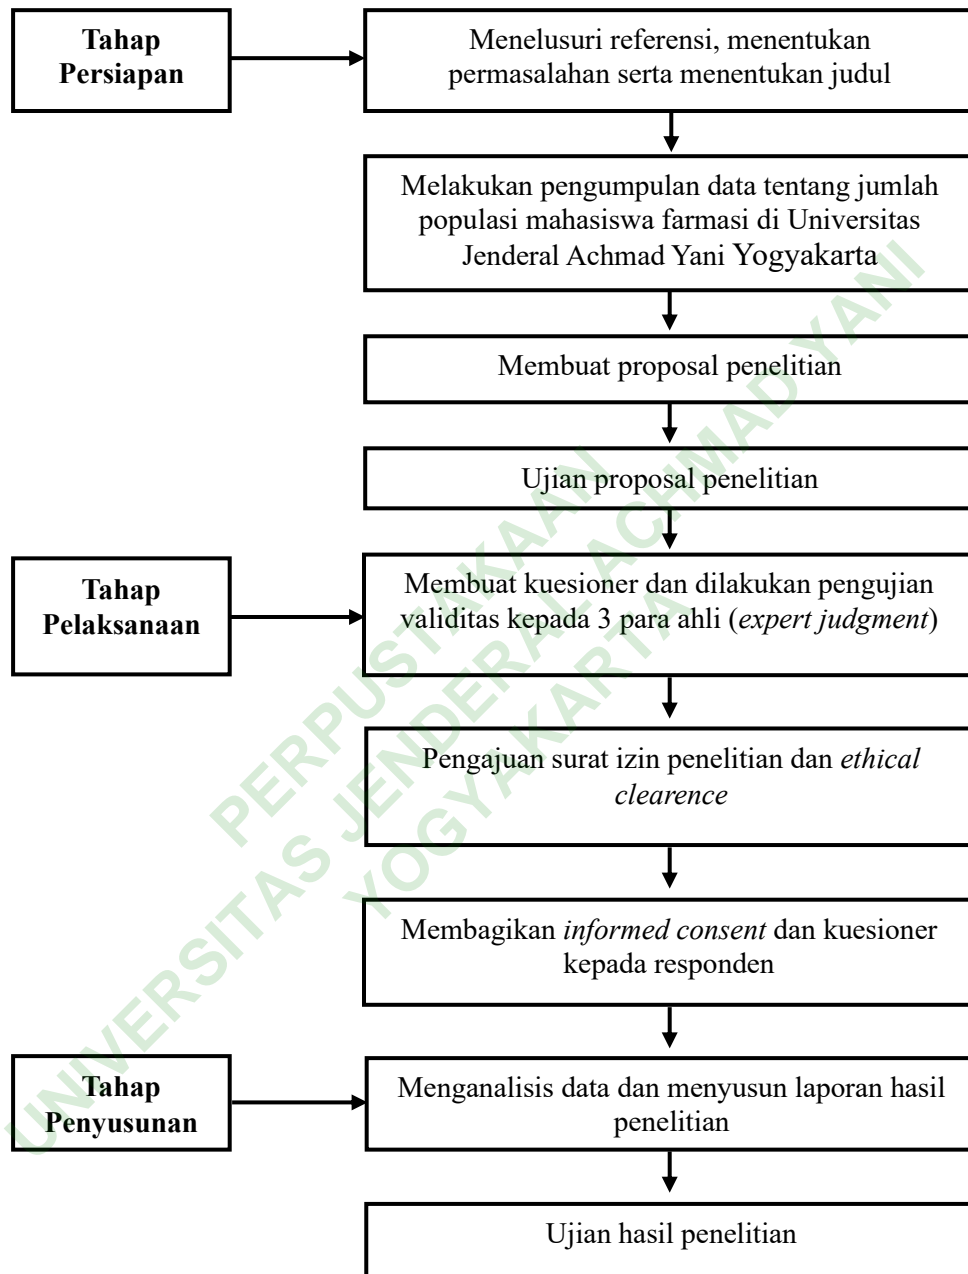 Tahap
Persiapan
Menelusuri referensi, menentukan
permasalahan serta menentukan judul
Melakukan pengumpulan data tentang jumlah
populasi mahasiswa farmasi di Universitas
Jenderal Achmad Yani Yogyakarta
Membuat proposal penelitian
Ujian proposal penelitian
Tahap
Pelaksanaan
Membuat kuesioner dan dilakukan pengujian
validitas kepada 3 para ahli (expert judgment)
Pengajuan surat izin penelitian dan ethical
clearence
Membagikan informed consent dan kuesioner
kepada responden
Tahap
Penyusunan
Menganalisis data dan menyusun laporan hasil
penelitian
Ujian hasil penelitian
PERPUSTAKAAN
UNIVERSITAS JENDERAL ACHMAD YANI
YOGYAKARTA